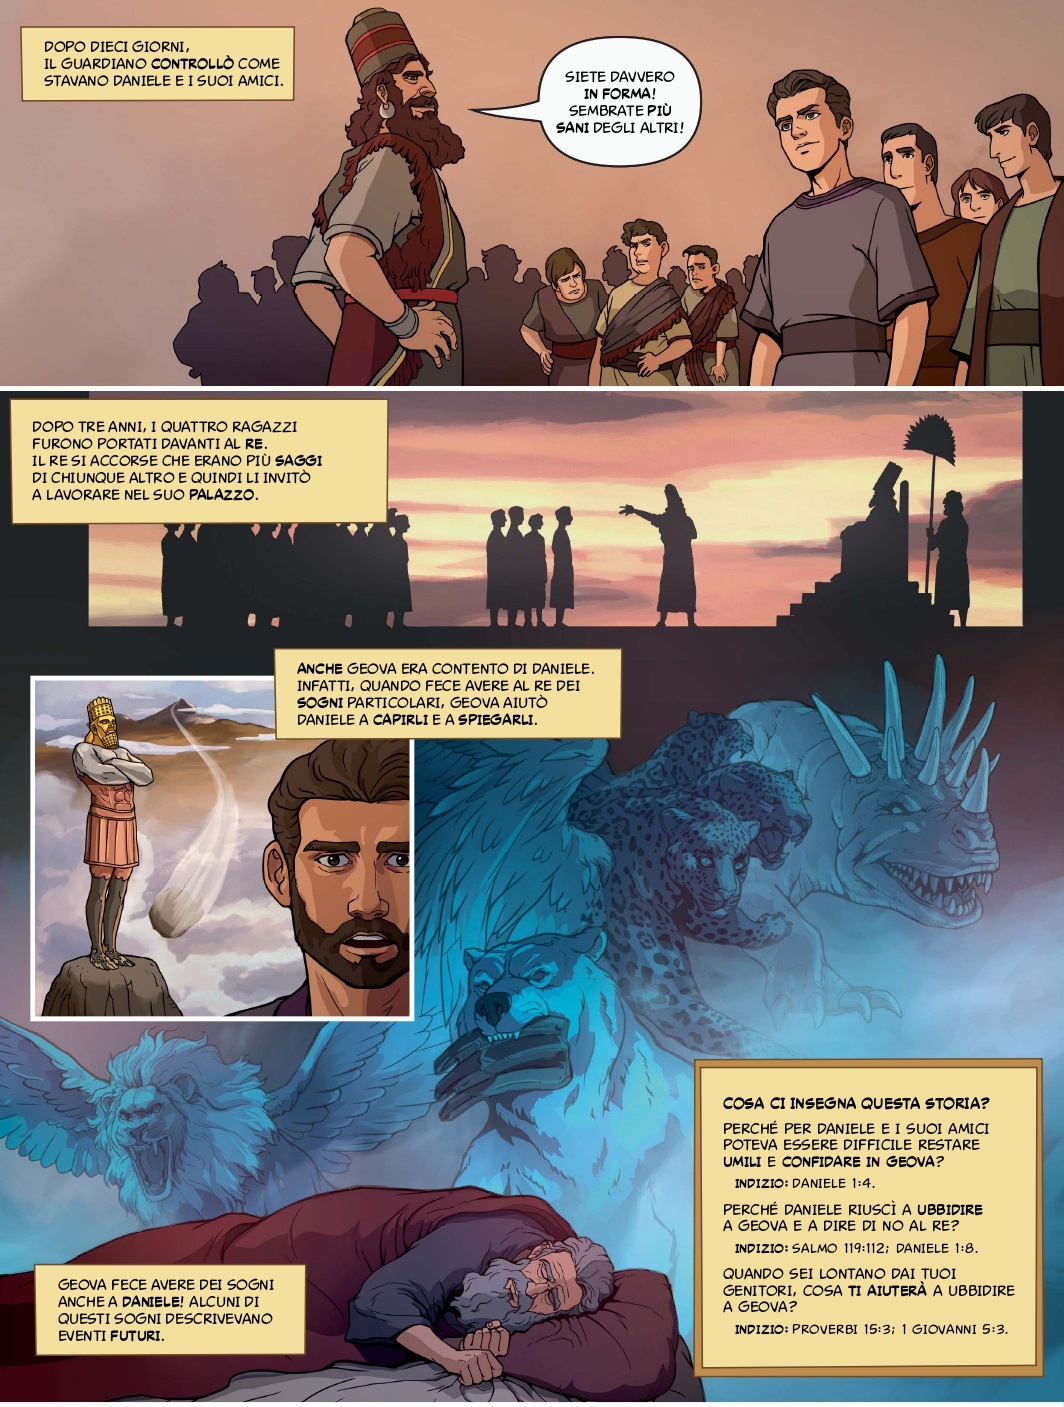 DOPO DIECI GIORNI,
IL GUARDIANO CONTROLLÒ COME
STAVANO DANIELE E I SUOI AMICI.
SIETE DAVVERO
IN FORMA!
SEMBRATE PIÙ
SANI DEGLI ALTRI!
DOPO TRE ANNI, I QUATTRO RAGAZZI
FURONO PORTATI DAVANTI AL RE.
IL RE SI ACCORSE CHE ERANO PIÙ SAGGI
DI CHIUNQUE ALTRO E QUINDI LI INVITÒ
A LAVORARE NEL SUO PALAZZO.
ANCHE GEOVA ERA CONTENTO DI DANIELE.
INFATTI, QUANDO FECE AVERE AL RE DEI
SOGNI PARTICOLARI, GEOVA AIUTÒ
DANIELE A CAPIRLI E A SPIEGARLI.
GEOVA FECE AVERE DEI SOGNI
ANCHE A DANIELE! ALCUNI DI
QUESTI SOGNI DESCRIVEVANO
EVENTI FUTURI.
COSA CI INSEGNA QUESTA STORIA?
PERCHÉ PER DANIELE E I SUOI AMICI
POTEVA ESSERE DIFFICILE RESTARE
UMILI E CONFIDARE IN GEOVA?
INDIZIO: DANIELE 1:4.
PERCHÉ DANIELE RIUSCÌ A UBBIDIRE
A GEOVA E A DIRE DI NO AL RE?
INDIZIO: SALMO 119:112; DANIELE 1:8.
QUANDO SEI LONTANO DAI TUOI
GENITORI, COSA TI AIUTERÀ A UBBIDIRE
A GEOVA?
INDIZIO: PROVERBI 15:3; 1 GIOVANNI 5:3.